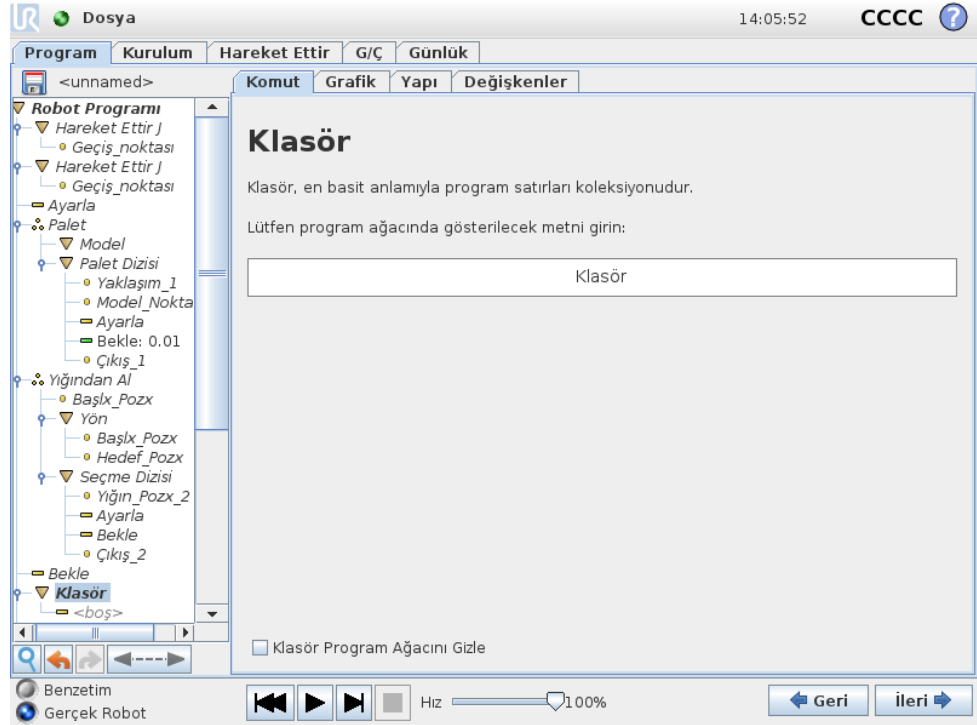 UR Dosya 14:05:52 CCCC ?
Program Kurulum Hareket Ettir G/Ç Günlük
<unnamed>
Komut Grafik Yapı Değişkenler
Robot Programı
Hareket Ettir J
Geçiş_noktası
Hareket Ettir J
Geçiş_noktası
Ayarla
Palet
Model
Palet Dizisi
Yaklaşım_1
Model_Nokta
Ayarla
Bekle: 0.01
Çıkış_1
Yığından Al
Başlx_Pozx
Yön
Başlx_Pozx
Hedef_Pozx
Seçme Dizisi
Yığın_Pozx_2
Ayarla
Bekle
Çıkış_2
Bekle
Klasör
<boş>
Klasör
Klasör, en basit anlamıyla program satırları koleksiyonudur.
Lütfen program ağacında gösterilecek metni girin:
Klasör
Klasör Program Ağacını Gizle
Benzetim
Gerçek Robot
Hız 100%
Geri İleri